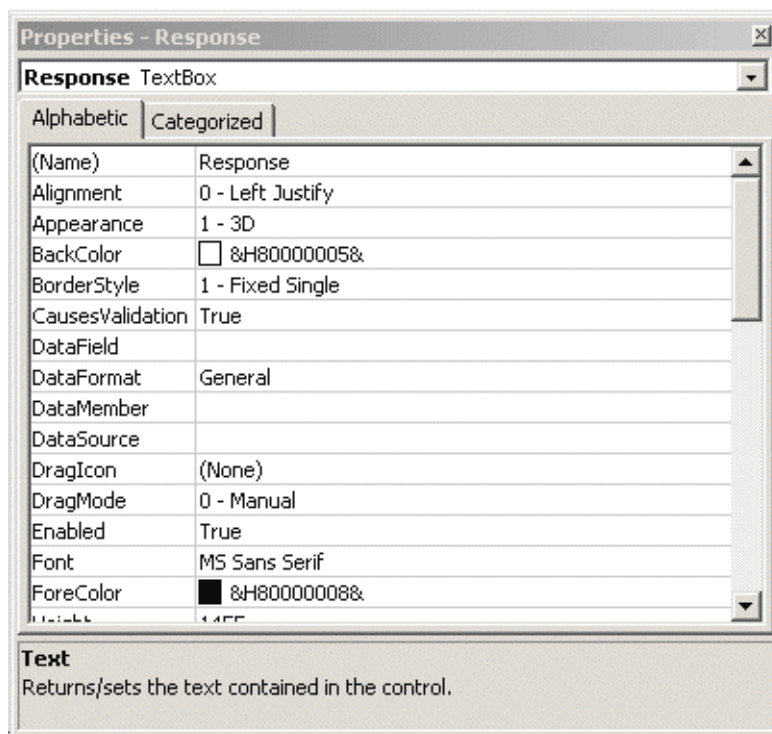 Properties - Response
Response TextBox
Alphabetic Categorized
(Name) Response
Alignment 0 - Left Justify
Appearance 1 - 3D
BackColor &H80000005&
BorderStyle 1 - Fixed Single
CausesValidation True
DataField
DataFormat General
DataMember
DataSource
DragIcon (None)
DragMode 0 - Manual
Enabled True
Font MS Sans Serif
ForeColor &H80000008&
Height
Text
Returns/sets the text contained in the control.